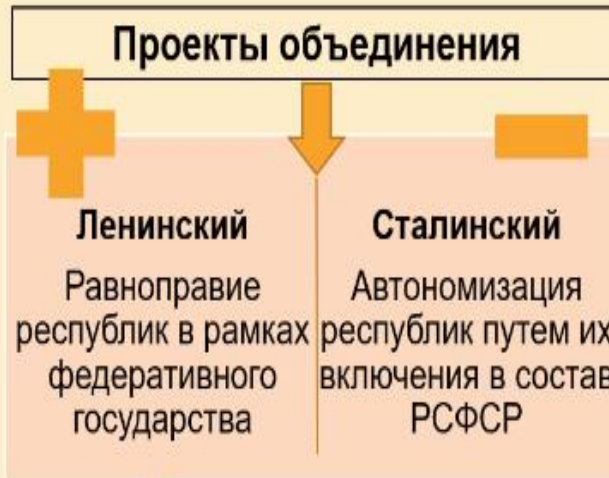 Проекты объединения
Ленинский
Равноправие
республик в рамках
федеративного
государства
Сталинский
Автономизация
республик путем их
включения в состав
РСФСР